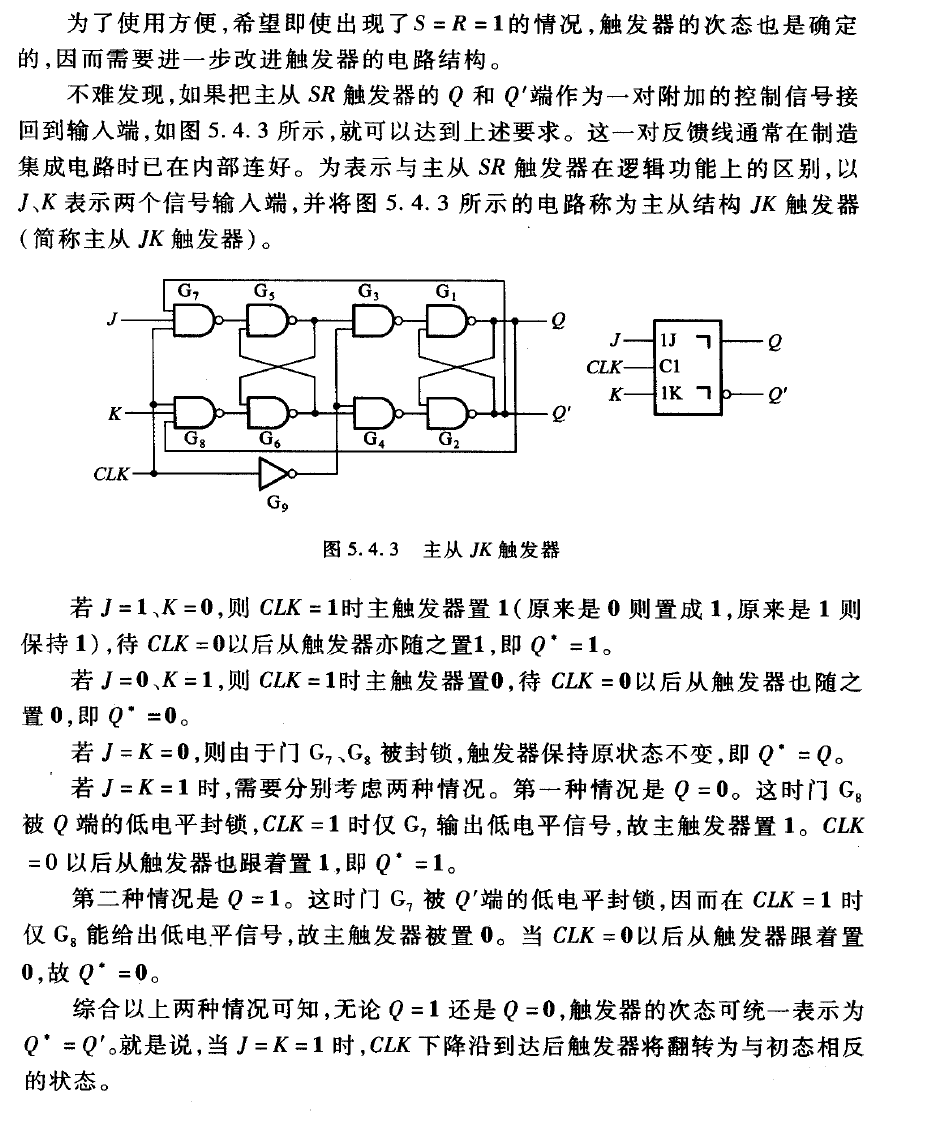 为了使用方便,希望即使出现了S=R=1的情况,触发器的次态也是确定
的,因而需要进一步改进触发器的电路结构。
不难发现,如果把主从 SR 触发器的 Q 和 Q′端作为一对附加的控制信号接
回到输入端,如图 5.4.3 所示,就可以达到上述要求。这一对反馈线通常在制造
集成电路时已在内部连好。为表示与主从 SR 触发器在逻辑功能上的区别,以
J、K 表示两个信号输入端,并将图 5.4.3 所示的电路称为主从结构 JK 触发器
(简称主从 JK 触发器)。
G₇ G₅ G₃ G₁
J Q
K Q′
G₈ G₆ G₄ G₂
CLK
G₉
J 1J Q
CLK C1
K 1K Q′
图 5.4.3 主从 JK 触发器
若 J=1、K=0,则 CLK=1时主触发器置 1(原来是 0 则置成 1,原来是 1 则
保持 1),待 CLK=0以后从触发器亦随之置1,即 Q*=1。
若 J=0、K=1,则 CLK=1时主触发器置0,待 CLK=0以后从触发器也随之
置 0,即 Q*=0。
若 J=K=0,则由于门 G₇、G₈ 被封锁,触发器保持原状态不变,即 Q*=Q。
若 J=K=1 时,需要分别考虑两种情况。第一种情况是 Q=0。这时门 G₈
被 Q 端的低电平封锁,CLK=1 时仅 G₇ 输出低电平信号,故主触发器置 1。CLK
=0 以后从触发器也跟着置 1,即 Q*=1。
第二种情况是 Q=1。这时门 G₇ 被 Q′端的低电平封锁,因而在 CLK=1 时
仅 G₈ 能给出低电平信号,故主触发器被置 0。当 CLK=0以后从触发器跟着置
0,故 Q*=0。
综合以上两种情况可知,无论 Q=1 还是 Q=0,触发器的次态可统一表示为
Q*=Q′。就是说,当 J=K=1 时,CLK 下降沿到达后触发器将翻转为与初态相反
的状态。